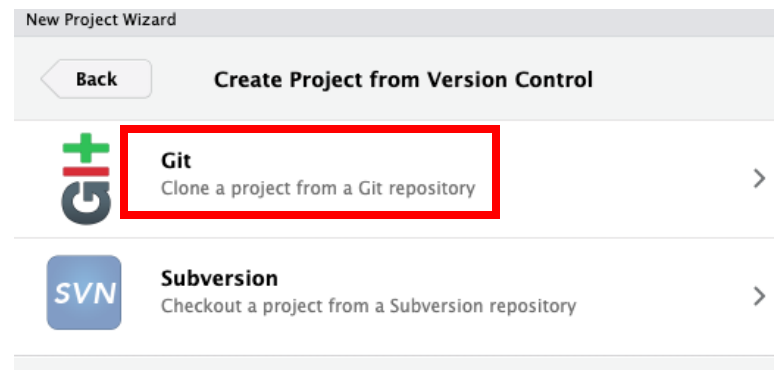 New Project Wizard
Back
Create Project from Version Control
git
Git
Clone a project from a Git repository
SVN
Subversion
Checkout a project from a Subversion repository